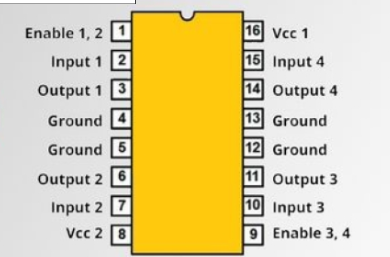 Enable 1, 2 1 16 Vcc 1
Input 1 2 15 Input 4
Output 1 3 14 Output 4
Ground 4 13 Ground
Ground 5 12 Ground
Output 2 6 11 Output 3
Input 2 7 10 Input 3
Vcc 2 8 9 Enable 3, 4